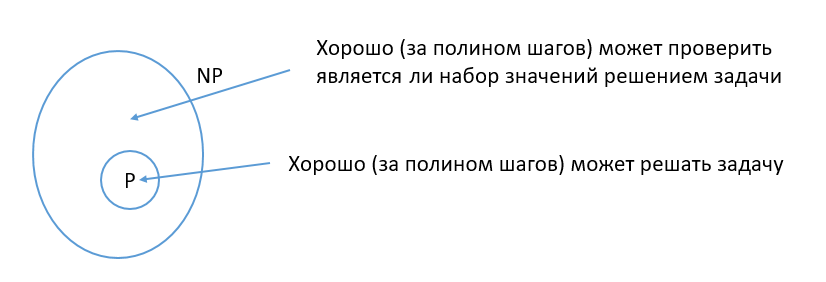 Хорошо (за полином шагов) может проверить
NP
является ли набор значений решением задачи
Хорошо (за полином шагов) может решать задачу
P